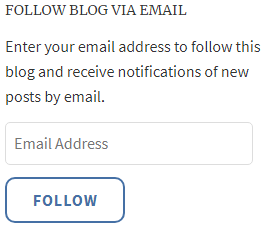 FOLLOW BLOG VIA EMAIL
Enter your email address to follow this
blog and receive notifications of new
posts by email.
Email Address
FOLLOW